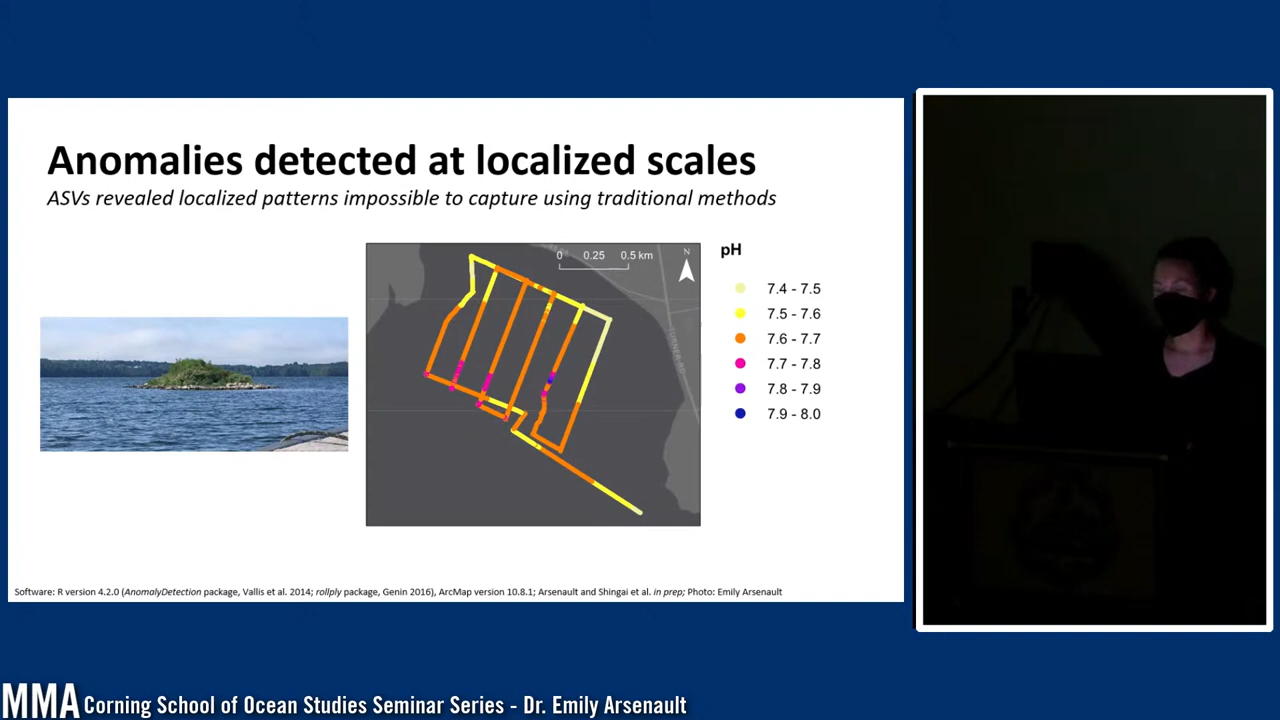 Anomalies detected at localized scales
ASVs revealed localized patterns impossible to capture using traditional methods
0 0.25 0.5 km
N
TURNER RD
pH
7.4 - 7.5
7.5 - 7.6
7.6 - 7.7
7.7 - 7.8
7.8 - 7.9
7.9 - 8.0
Software: R version 4.2.0 (AnomalyDetection package, Vallis et al. 2014; rollply package, Genin 2016), ArcMap version 10.8.1; Arsenault and Shingai et al. in prep; Photo: Emily Arsenault
MMA Corning School of Ocean Studies Seminar Series - Dr. Emily Arsenault